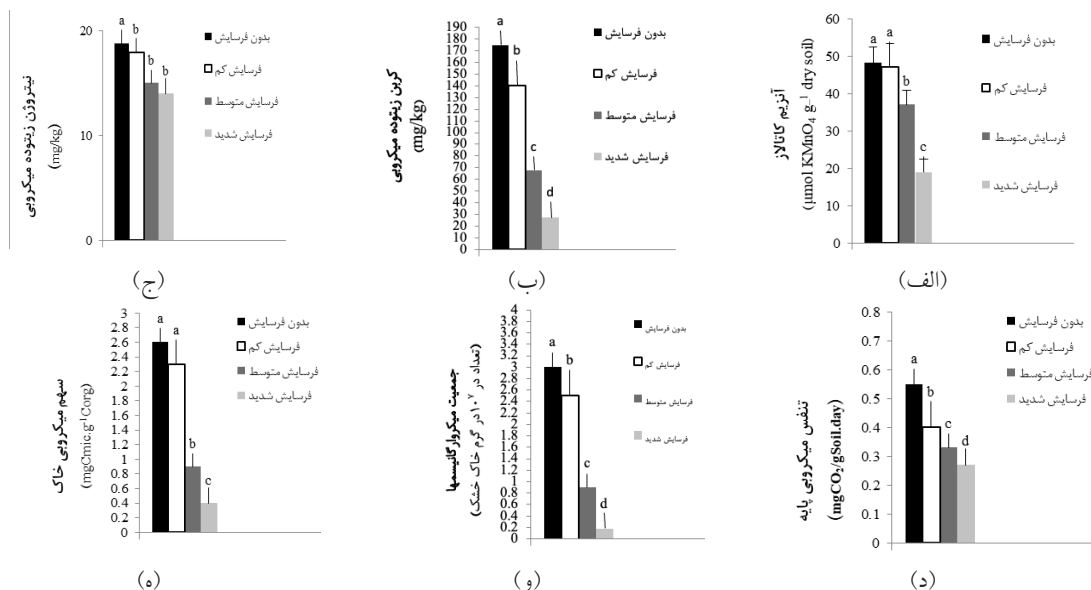 آنزیم کاتالاز
(µmol KMnO4 g–1 dry soil)
60
50
40
30
20
10
0
a
a
b
c
بدون فرسایش
فرسایش کم
فرسایش متوسط
فرسایش شدید
(الف)
کربن زیتوده میکروبی
(mg/kg)
190
180
170
160
150
140
130
120
110
100
90
80
70
60
50
40
30
20
10
0
a
b
c
d
بدون فرسایش
فرسایش کم
فرسایش متوسط
فرسایش شدید
(ب)
نیتروژن زیتوده میکروبی
(mg/kg)
20
10
0
a
b
b
b
بدون فرسایش
فرسایش کم
فرسایش متوسط
فرسایش شدید
(ج)
تنفس میکروبی پایه
(mgCO2/gSoil.day)
0.8
0.7
0.6
0.5
0.4
0.3
0.2
0.1
0
a
b
c
d
بدون فرسایش
فرسایش کم
فرسایش متوسط
فرسایش شدید
(د)
جمعیت میکروارگانیسمها
(تعداد در ۱۰۷در گرم خاک خشک)
4
3.8
3.6
3.4
3.2
3
2.8
2.6
2.4
2.2
2
1.8
1.6
1.4
1.2
1
0.8
0.6
0.4
0.2
0
a
b
c
d
بدون فرسایش
فرسایش کم
فرسایش متوسط
فرسایش شدید
(و)
سهم میکروبی خاک
(mgCmic.g-1Corg)
2.8
2.6
2.4
2.2
2
1.8
1.6
1.4
1.2
1
0.8
0.6
0.4
0.2
0
a
a
b
c
بدون فرسایش
فرسایش کم
فرسایش متوسط
فرسایش شدید
(ه)